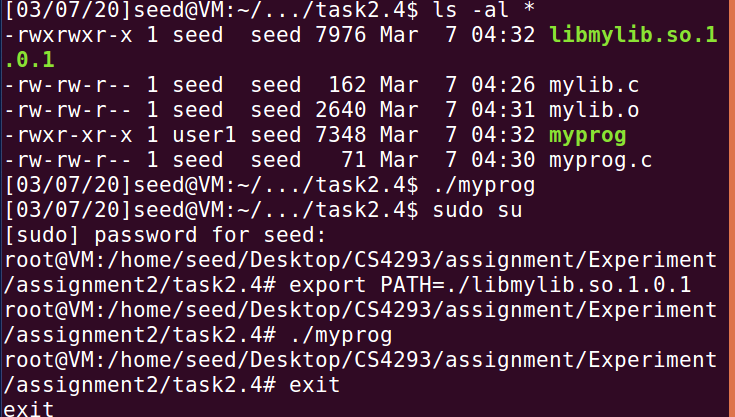 [03/07/20]seed@VM:~/.../task2.4$ ls -al *
-rwxrwxr-x 1 seed  seed 7976 Mar  7 04:32 libmylib.so.1
.0.1
-rw-rw-r-- 1 seed  seed  162 Mar  7 04:26 mylib.c
-rw-rw-r-- 1 seed  seed 2640 Mar  7 04:31 mylib.o
-rwxr-xr-x 1 user1 seed 7348 Mar  7 04:32 myprog
-rw-rw-r-- 1 seed  seed   71 Mar  7 04:30 myprog.c
[03/07/20]seed@VM:~/.../task2.4$ ./myprog
[03/07/20]seed@VM:~/.../task2.4$ sudo su
[sudo] password for seed:
root@VM:/home/seed/Desktop/CS4293/assignment/Experiment
/assignment2/task2.4# export PATH=./libmylib.so.1.0.1
root@VM:/home/seed/Desktop/CS4293/assignment/Experiment
/assignment2/task2.4# ./myprog
root@VM:/home/seed/Desktop/CS4293/assignment/Experiment
/assignment2/task2.4# exit
exit